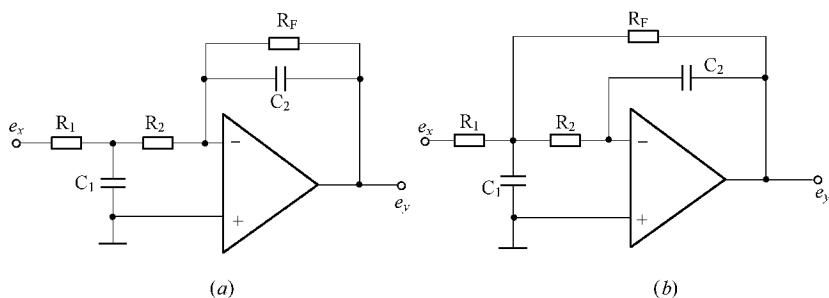 R_F
C_2
R_1
R_2
e_x
C_1
−
+
e_y
(a)
R_F
C_2
R_1
R_2
e_x
C_1
−
+
e_y
(b)